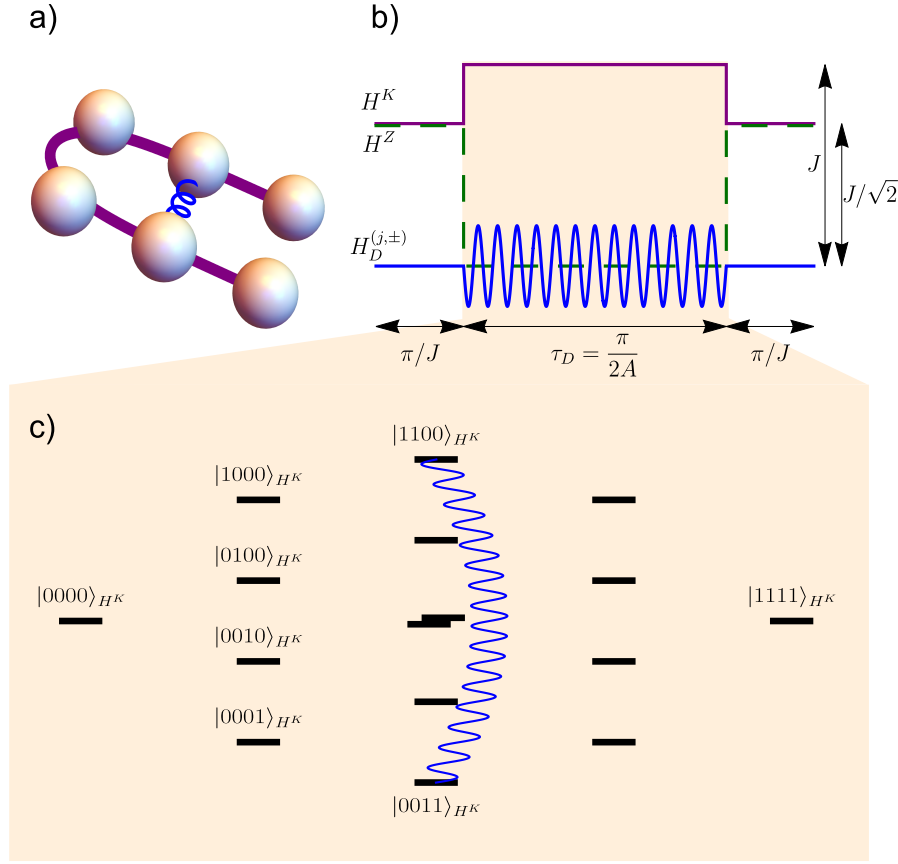 a)
b)
H^K
H^Z
J
J/√2
H_D^{(j,±)}
π/J
τ_D = π/2A
π/J
c)
|1100⟩_{H^K}
|1000⟩_{H^K}
|0100⟩_{H^K}
|0000⟩_{H^K}
|1111⟩_{H^K}
|0010⟩_{H^K}
|0001⟩_{H^K}
|0011⟩_{H^K}